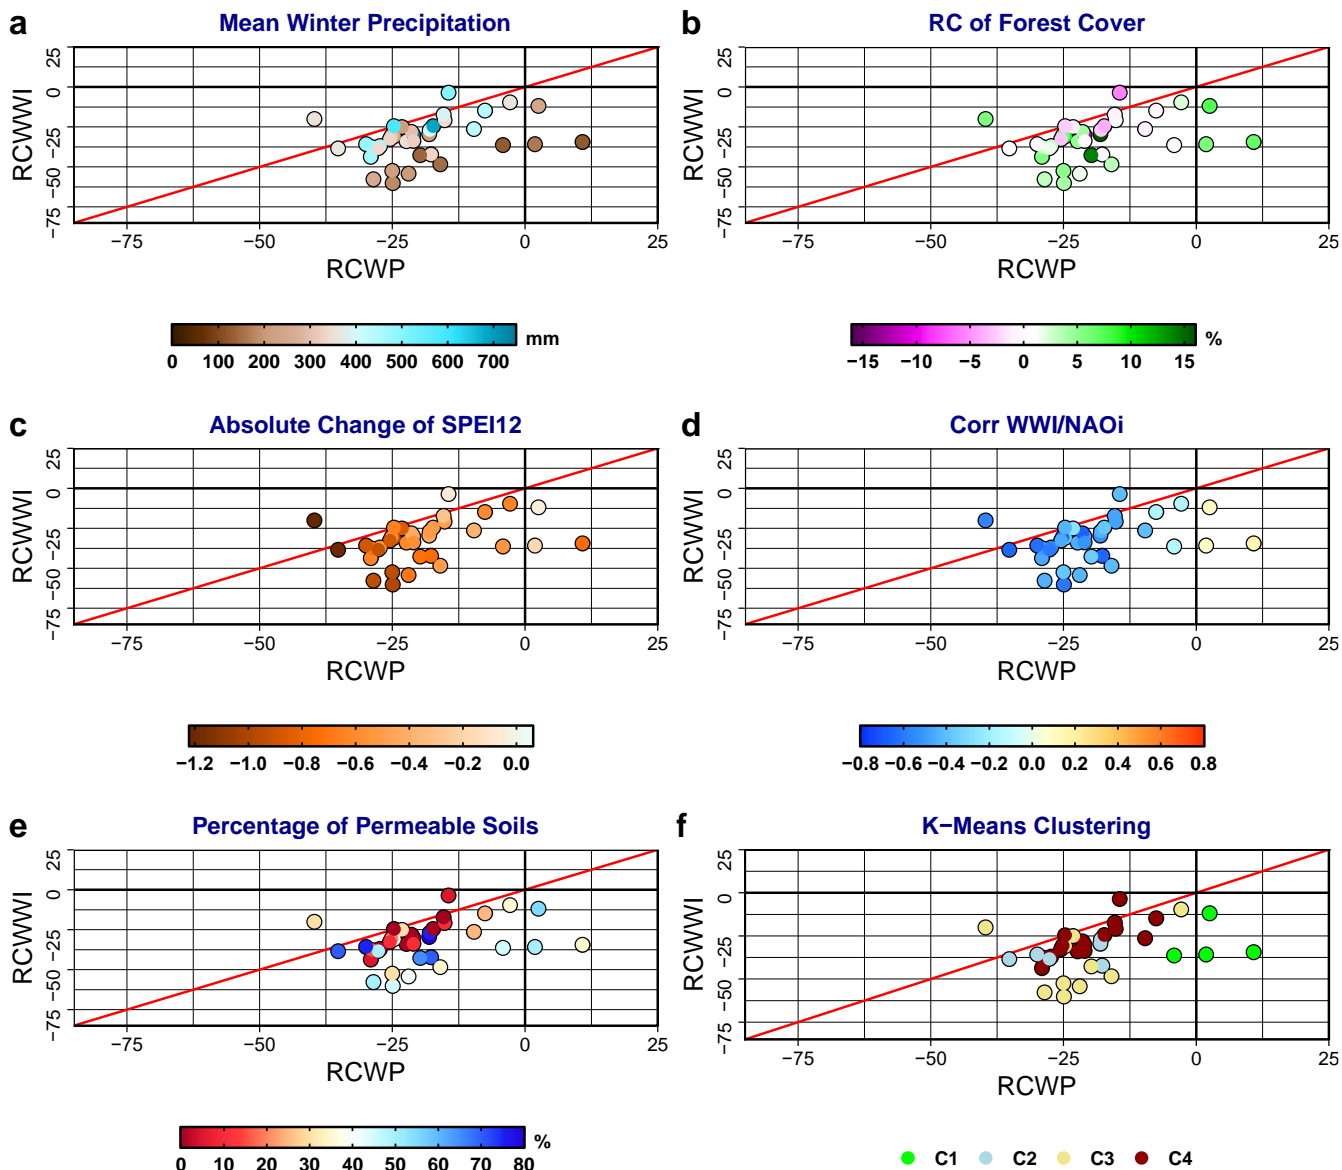 a
Mean Winter Precipitation
25
0
−25
−50
−75
RCWWI
−75 −50 −25 0 25
RCWP
0 100 200 300 400 500 600 700 mm
b
RC of Forest Cover
25
0
−25
−50
−75
RCWWI
−75 −50 −25 0 25
RCWP
−15 −10 −5 0 5 10 15 %
c
Absolute Change of SPEI12
25
0
−25
−50
−75
RCWWI
−75 −50 −25 0 25
RCWP
−1.2 −1.0 −0.8 −0.6 −0.4 −0.2 0.0
d
Corr WWI/NAOi
25
0
−25
−50
−75
RCWWI
−75 −50 −25 0 25
RCWP
−0.8 −0.6 −0.4 −0.2 0.0 0.2 0.4 0.6 0.8
e
Percentage of Permeable Soils
25
0
−25
−50
−75
RCWWI
−75 −50 −25 0 25
RCWP
0 10 20 30 40 50 60 70 80 %
f
K−Means Clustering
25
0
−25
−50
−75
RCWWI
−75 −50 −25 0 25
RCWP
C1 C2 C3 C4